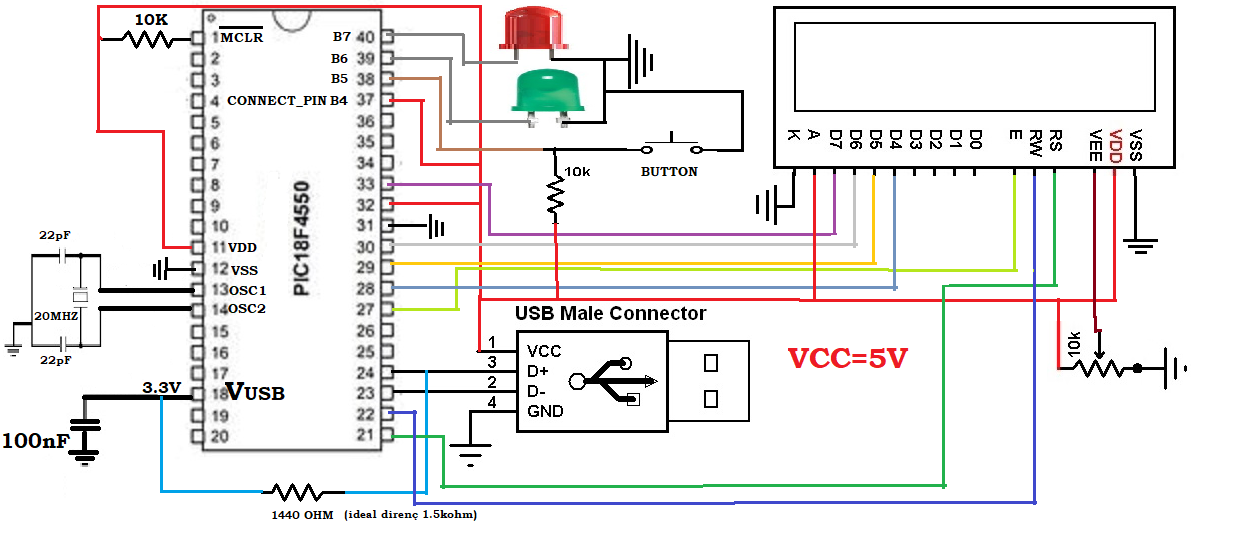 10K
1 MCLR
2
3
4 CONNECT_PIN B4
5
6
7
8
9
10
11 VDD
12 VSS
13 OSC1
14 OSC2
15
16
17
18 VUSB
19
20
PIC18F4550
B7 40
B6 39
B5 38
37
36
35
34
33
32
31
30
29
28
27
26
25
24
23
22
21
22pF
20MHZ
22pF
3.3V
100nF
1440 OHM (ideal direnç 1.5kohm)
10k
BUTTON
K A D7 D6 D5 D4 D3 D2 D1 D0 E RW RS VEE VDD VSS
USB Male Connector
1 VCC
3 D+
2 D-
4 GND
VCC=5V
10k